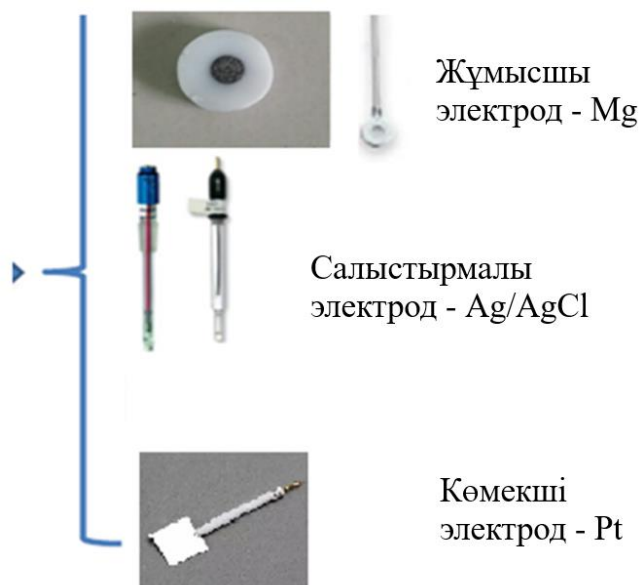 Жұмысшы
электрод - Mg
Салыстырмалы
электрод - Ag/AgCl
Көмекші
электрод - Pt